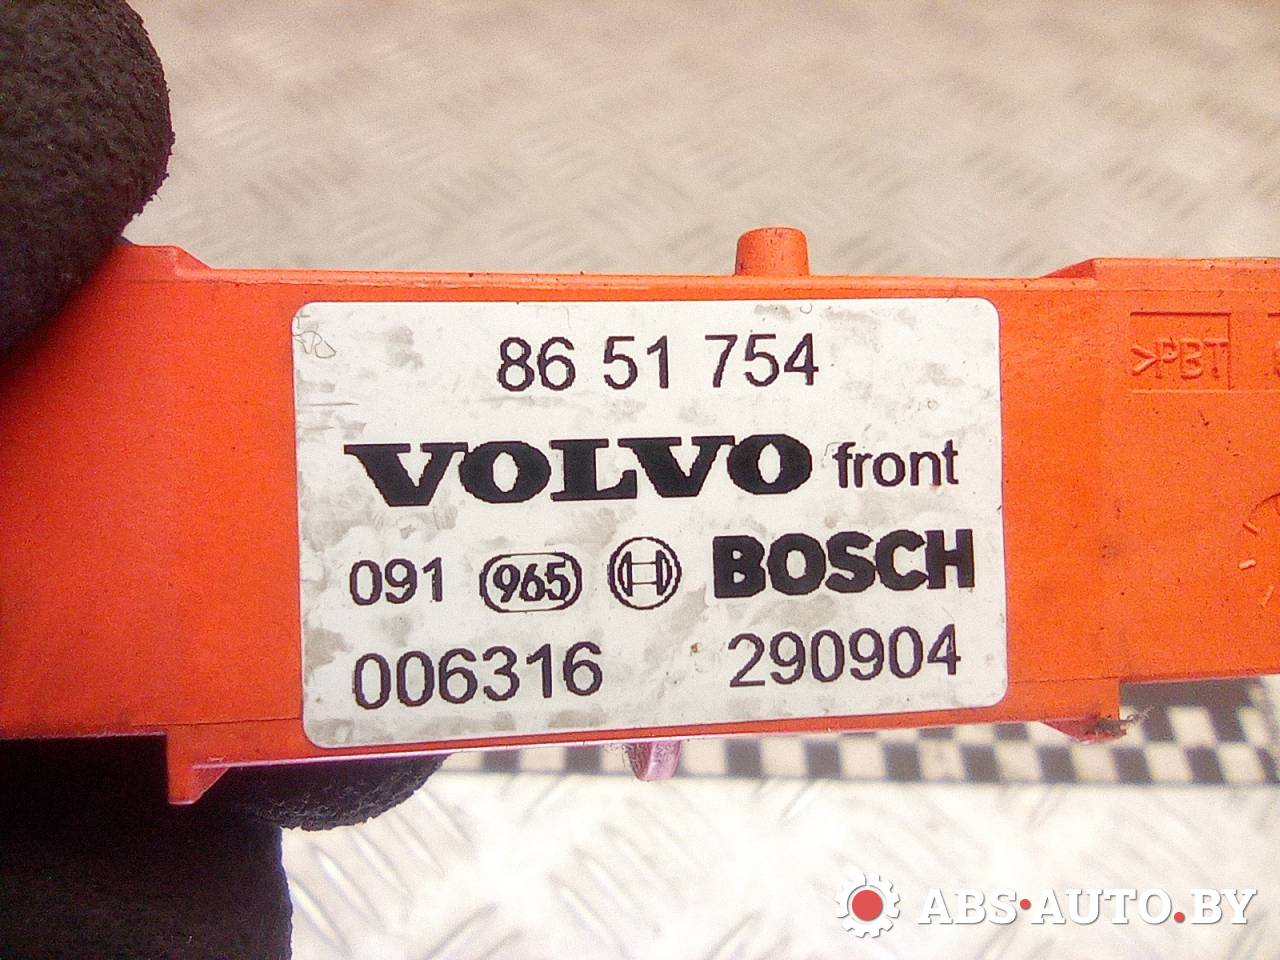 86 51 754
VOLVO front
>PBT
091 965 BOSCH
006316 290904
ABS·AUTO.BY